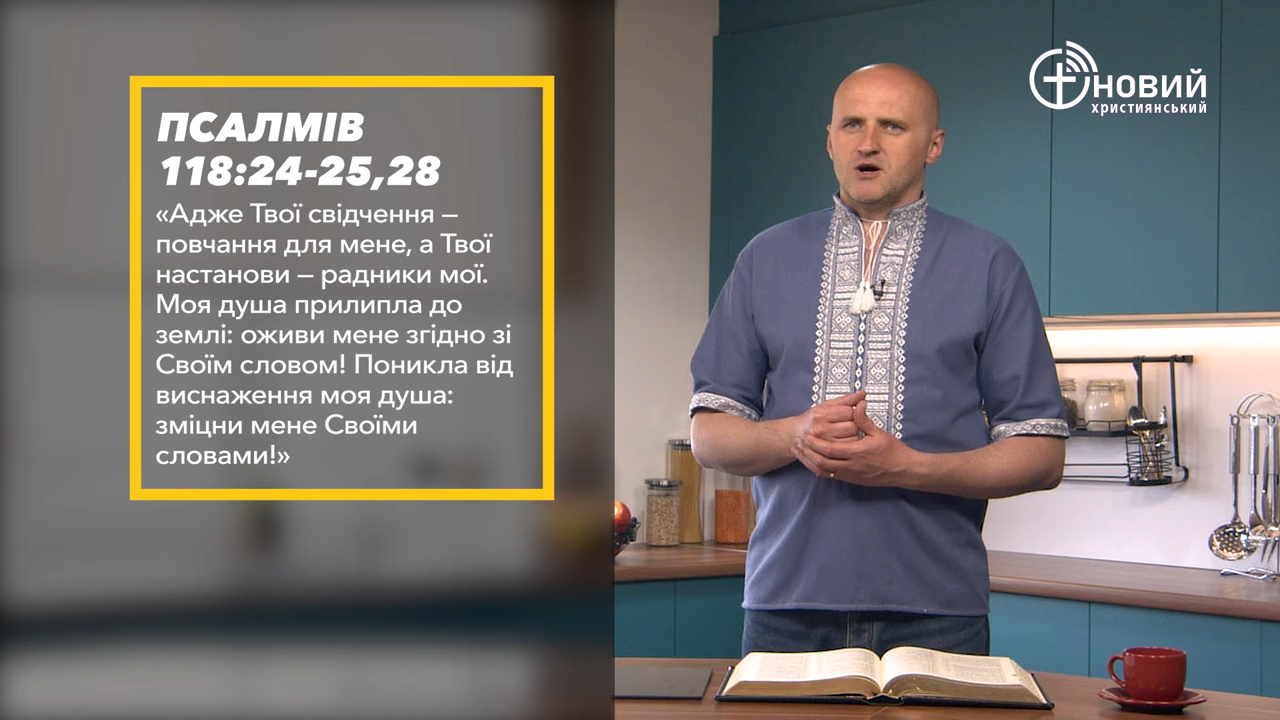 ПСАЛМІВ
118:24-25,28
«Адже Твої свідчення —
повчання для мене, а Твої
настанови — радники мої.
Моя душа прилипла до
землі: оживи мене згідно зі
Своїм словом! Поникла від
виснаження моя душа:
зміцни мене Своїми
словами!»
НОВИЙ
християнський